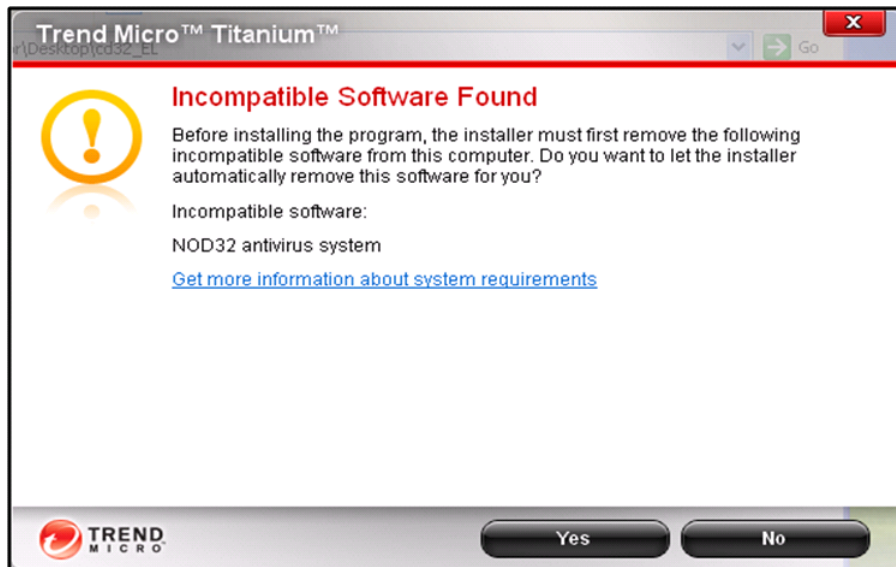 Trend Micro™ Titanium™
r\Desktop\cd32_EL
Go
Incompatible Software Found
Before installing the program, the installer must first remove the following
incompatible software from this computer. Do you want to let the installer
automatically remove this software for you?
Incompatible software:
NOD32 antivirus system
Get more information about system requirements
TREND
MICRO
Yes
No